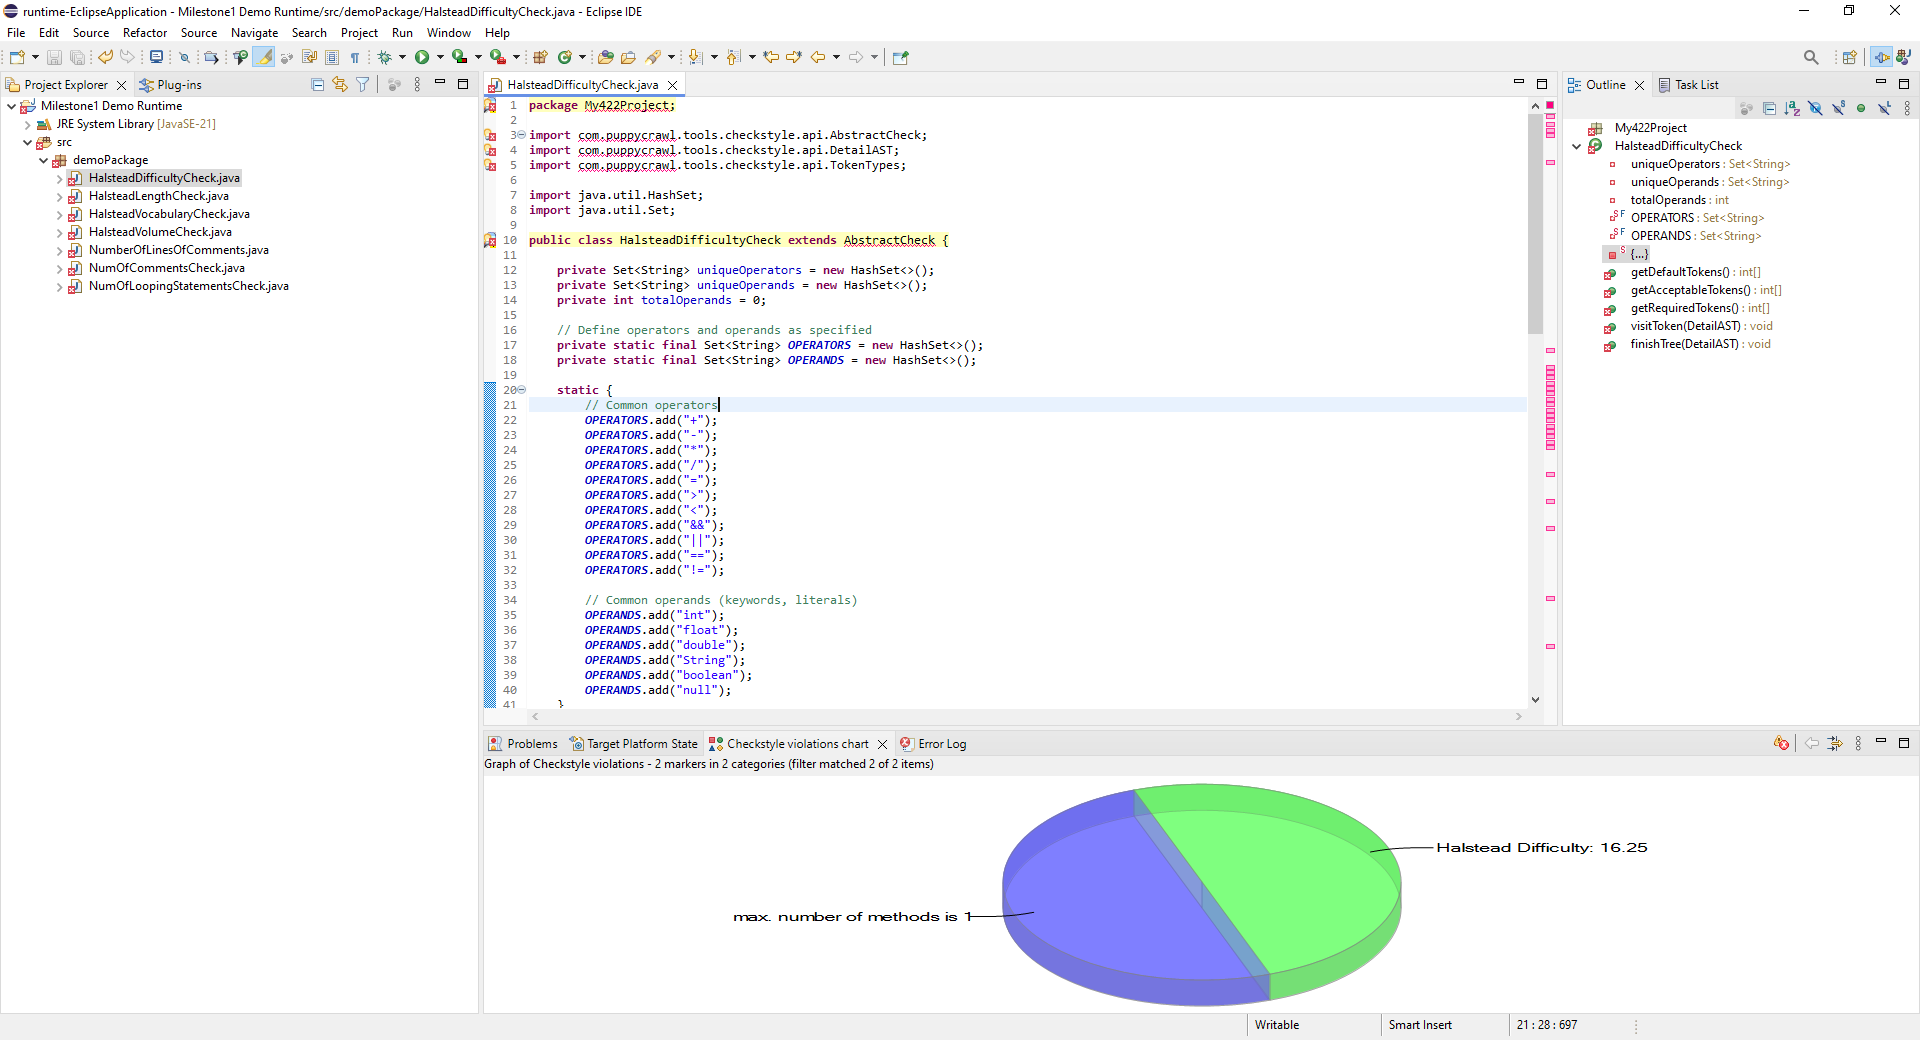 runtime-EclipseApplication - Milestone1 Demo Runtime/src/demoPackage/HalsteadDifficultyCheck.java - Eclipse IDE
File Edit Source Refactor Source Navigate Search Project Run Window Help
Project Explorer Plug-ins
Milestone1 Demo Runtime
JRE System Library [JavaSE-21]
src
demoPackage
HalsteadDifficultyCheck.java
HalsteadLengthCheck.java
HalsteadVocabularyCheck.java
HalsteadVolumeCheck.java
NumberOfLinesOfComments.java
NumOfCommentsCheck.java
NumOfLoopingStatementsCheck.java
HalsteadDifficultyCheck.java
1 package My422Project;
2
3 import com.puppycrawl.tools.checkstyle.api.AbstractCheck;
4 import com.puppycrawl.tools.checkstyle.api.DetailAST;
5 import com.puppycrawl.tools.checkstyle.api.TokenTypes;
6
7 import java.util.HashSet;
8 import java.util.Set;
9
10 public class HalsteadDifficultyCheck extends AbstractCheck {
11
12 private Set<String> uniqueOperators = new HashSet<>();
13 private Set<String> uniqueOperands = new HashSet<>();
14 private int totalOperands = 0;
15
16 // Define operators and operands as specified
17 private static final Set<String> OPERATORS = new HashSet<>();
18 private static final Set<String> OPERANDS = new HashSet<>();
19
20 static {
21 // Common operators
22 OPERATORS.add("+");
23 OPERATORS.add("-");
24 OPERATORS.add("*");
25 OPERATORS.add("/");
26 OPERATORS.add("=");
27 OPERATORS.add(">");
28 OPERATORS.add("<");
29 OPERATORS.add("&&");
30 OPERATORS.add("||");
31 OPERATORS.add("==");
32 OPERATORS.add("!=");
33
34 // Common operands (keywords, literals)
35 OPERANDS.add("int");
36 OPERANDS.add("float");
37 OPERANDS.add("double");
38 OPERANDS.add("String");
39 OPERANDS.add("boolean");
40 OPERANDS.add("null");
41 }
Outline Task List
My422Project
HalsteadDifficultyCheck
uniqueOperators : Set<String>
uniqueOperands : Set<String>
totalOperands : int
OPERATORS : Set<String>
OPERANDS : Set<String>
{...}
getDefaultTokens() : int[]
getAcceptableTokens() : int[]
getRequiredTokens() : int[]
visitToken(DetailAST) : void
finishTree(DetailAST) : void
Problems Target Platform State Checkstyle violations chart Error Log
Graph of Checkstyle violations - 2 markers in 2 categories (filter matched 2 of 2 items)
Halstead Difficulty: 16.25
max. number of methods is 1
Writable Smart Insert 21 : 28 : 697